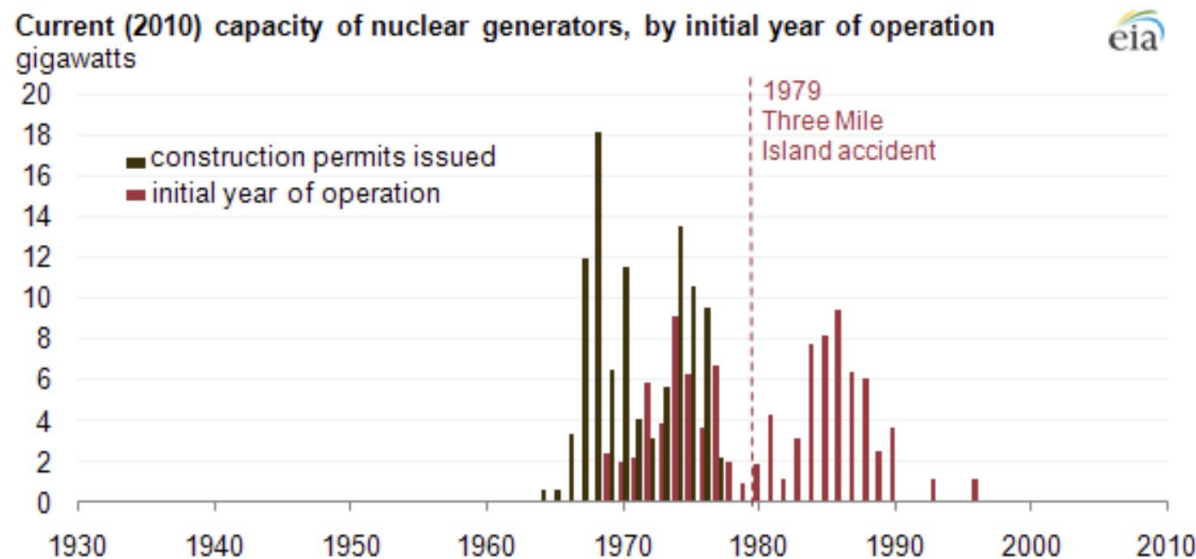 Current (2010) capacity of nuclear generators, by initial year of operation
eia
gigawatts
20
1979
Three Mile
Island accident
18
construction permits issued
16
initial year of operation
14
12
10
8
6
4
2
0
1930 1940 1950 1960 1970 1980 1990 2000 2010